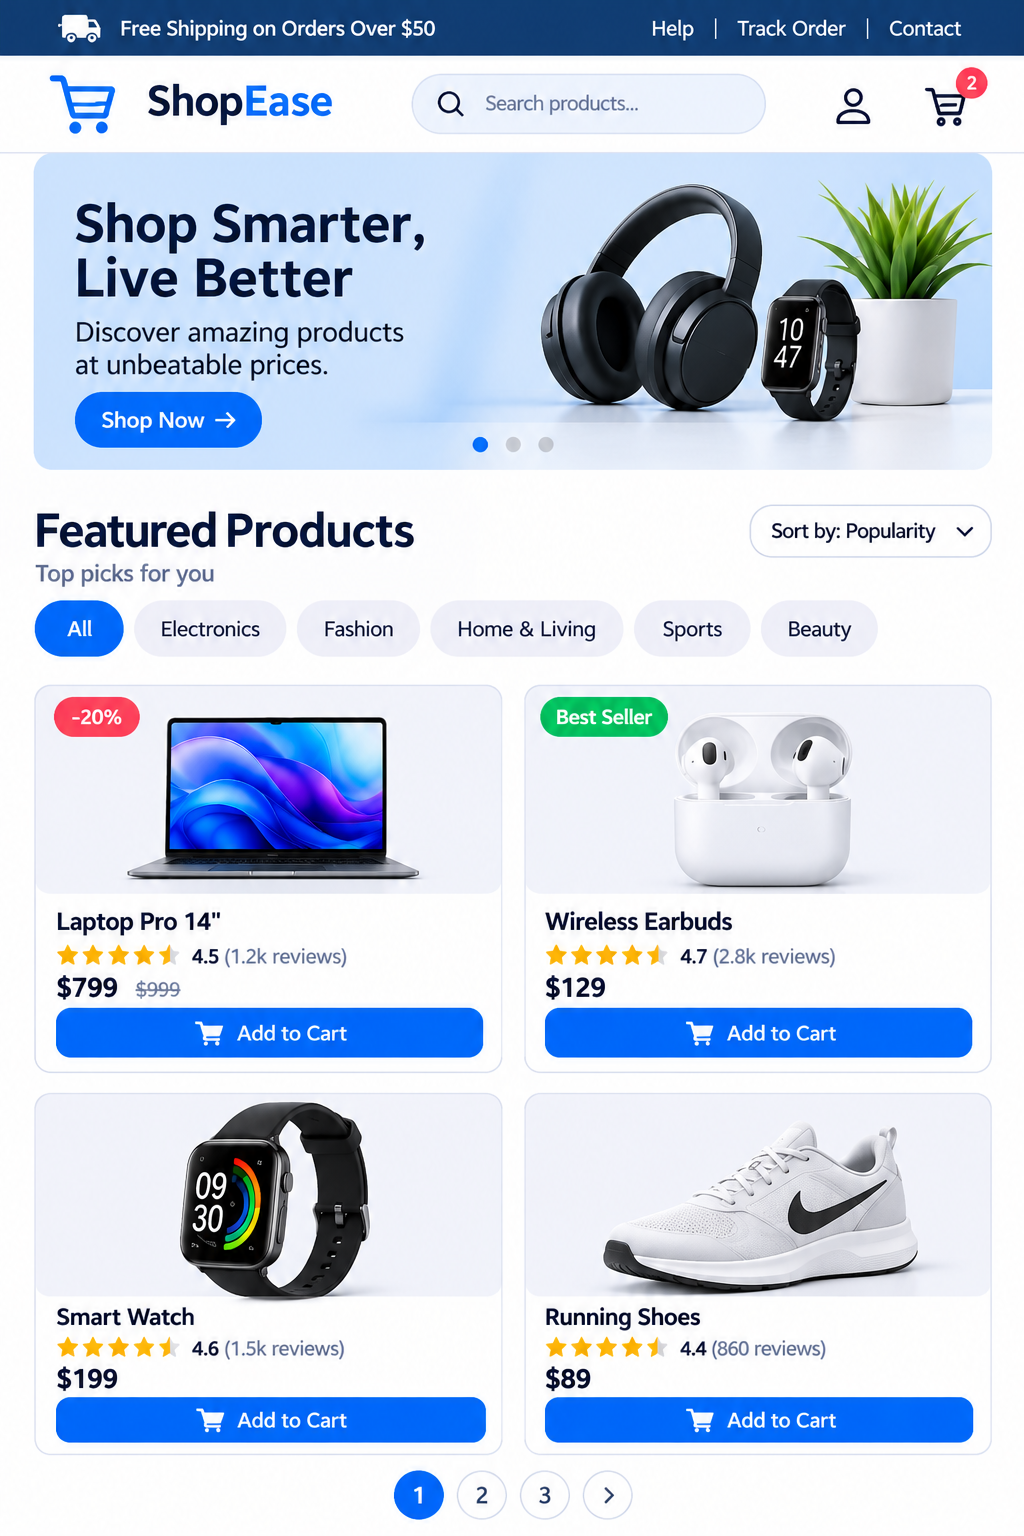 Free Shipping on Orders Over $50
Help | Track Order | Contact
ShopEase
Search products...
2
Shop Smarter,
Live Better
Discover amazing products
at unbeatable prices.
Shop Now →
10
47
Featured Products
Sort by: Popularity
Top picks for you
All
Electronics
Fashion
Home & Living
Sports
Beauty
-20%
Laptop Pro 14"
4.5 (1.2k reviews)
$799 $999
Add to Cart
Best Seller
Wireless Earbuds
4.7 (2.8k reviews)
$129
Add to Cart
09
30
Smart Watch
4.6 (1.5k reviews)
$199
Add to Cart
Running Shoes
4.4 (860 reviews)
$89
Add to Cart
1 2 3 >